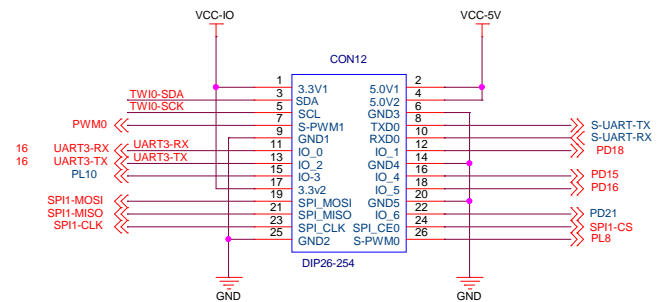 VCC-IO VCC-5V
CON12
1 3.3V1 5.0V1 2
TWI0-SDA 3 SDA 5.0V2 4
TWI0-SCK 5 SCL GND3 6
PWM0 7 S-PWM1 TXD0 8 S-UART-TX
9 GND1 RXD0 10 S-UART-RX
16 UART3-RX UART3-RX 11 IO_0 IO_1 12 PD18
16 UART3-TX UART3-TX 13 IO_2 GND4 14
PL10 15 IO-3 IO_4 16 PD15
17 3.3v2 IO_5 18 PD16
SPI1-MOSI 19 SPI_MOSI GND5 20
SPI1-MISO 21 SPI_MISO IO_6 22 PD21
SPI1-CLK 23 SPI_CLK SPI_CE0 24 SPI1-CS
25 GND2 S-PWM0 26 PL8
DIP26-254
GND GND